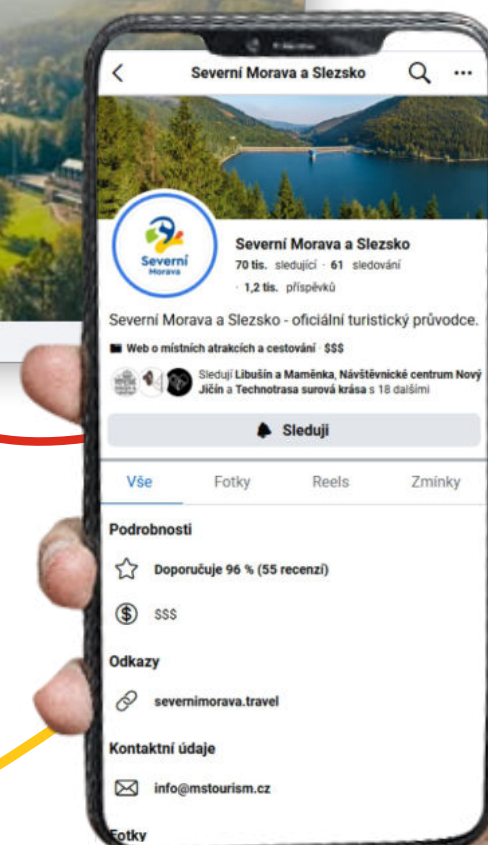 Severní Morava a Slezsko
Severní
Morava
Severní Morava a Slezsko
70 tis. sledující · 61 sledování
· 1,2 tis. příspěvků
Severní Morava a Slezsko - oficiální turistický průvodce.
Web o místních atrakcích a cestování · $$$
Sledují Libušín a Maměnka, Návštěvnické centrum Nový
Jičín a Technotrasa surová krása s 18 dalšími
Sleduji
Vše Fotky Reels Zmínky
Podrobnosti
Doporučuje 96 % (55 recenzí)
$$$
Odkazy
severnimorava.travel
Kontaktní údaje
info@mstourism.cz
Fotky